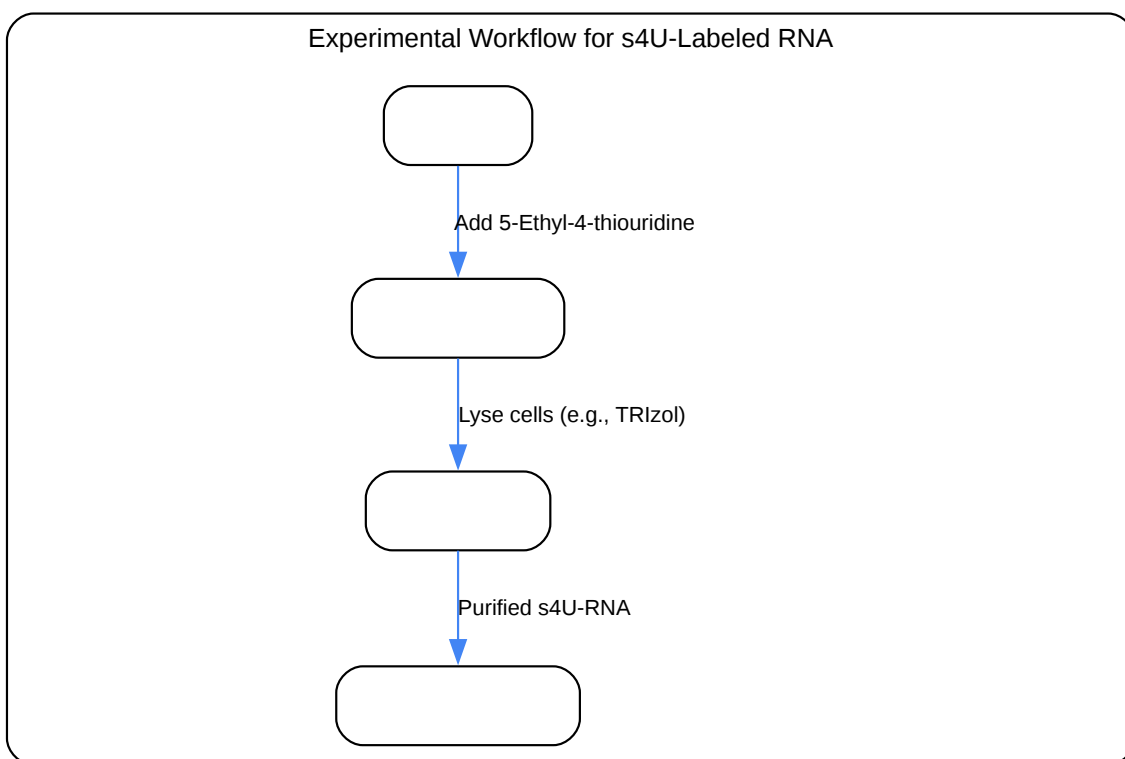 Experimental Workflow for s4U-Labeled RNA
Add 5-Ethyl-4-thiouridine
Lyse cells (e.g., TRIzol)
Purified s4U-RNA